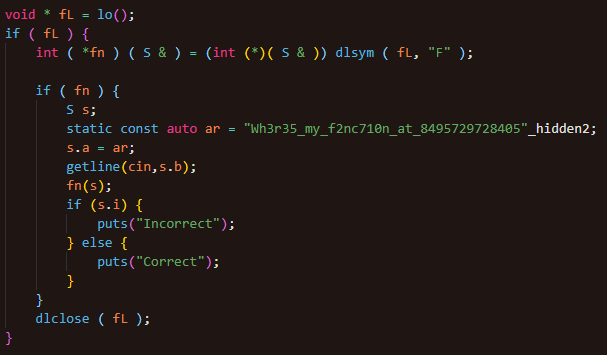 void * fL = lo();
if ( fL ) {
    int ( *fn ) ( S & ) = (int (*)( S & )) dlsym ( fL, "F" );
    if ( fn ) {
        S s;
        static const auto ar = "Wh3r35_my_f2nc710n_at_8495729728405"_hidden2;
        s.a = ar;
        getline(cin,s.b);
        fn(s);
        if (s.i) {
            puts("Incorrect");
        } else {
            puts("Correct");
        }
    }
    dlclose ( fL );
}